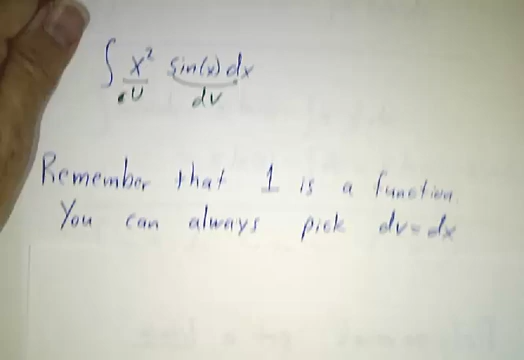 ∫ x² sin(x) dx
u dv
Remember that 1 is a function.
You can always pick dv = dx